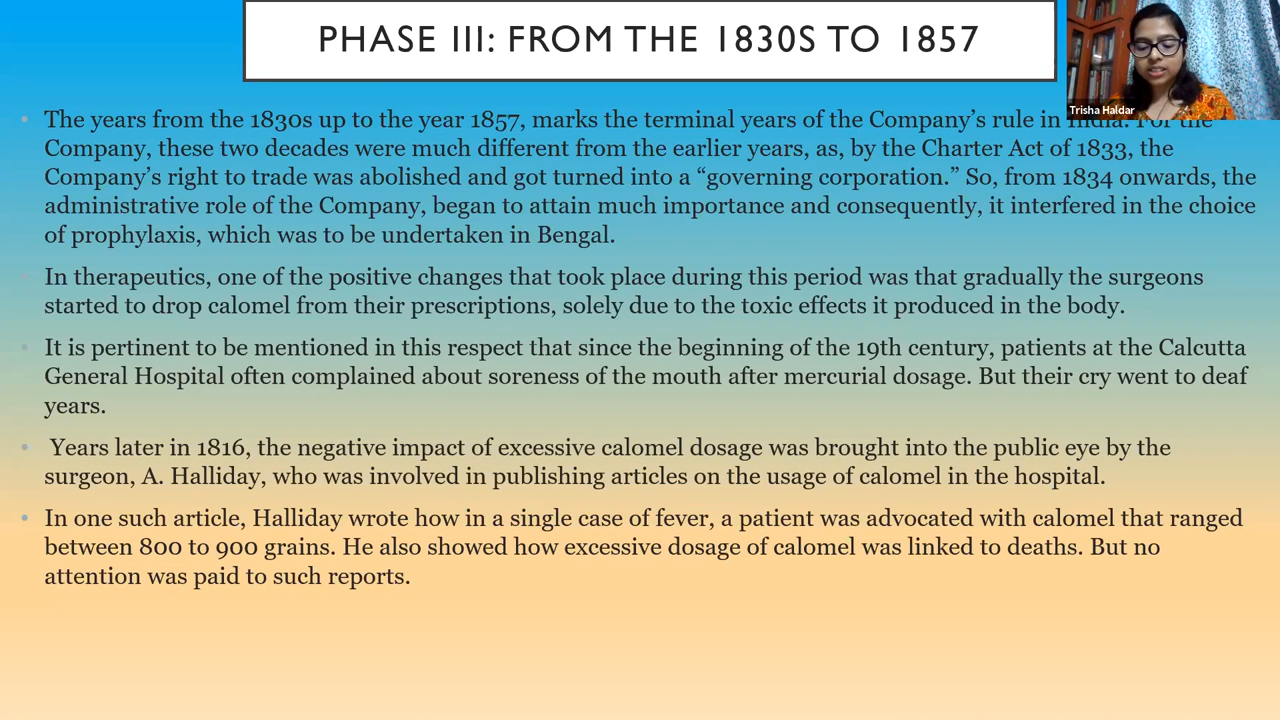 PHASE III: FROM THE 1830S TO 1857
Trisha Haldar
• The years from the 1830s up to the year 1857, marks the terminal years of the Company's rule in India. For the
Company, these two decades were much different from the earlier years, as, by the Charter Act of 1833, the
Company's right to trade was abolished and got turned into a “governing corporation.” So, from 1834 onwards, the
administrative role of the Company, began to attain much importance and consequently, it interfered in the choice
of prophylaxis, which was to be undertaken in Bengal.
• In therapeutics, one of the positive changes that took place during this period was that gradually the surgeons
started to drop calomel from their prescriptions, solely due to the toxic effects it produced in the body.
• It is pertinent to be mentioned in this respect that since the beginning of the 19th century, patients at the Calcutta
General Hospital often complained about soreness of the mouth after mercurial dosage. But their cry went to deaf
years.
• Years later in 1816, the negative impact of excessive calomel dosage was brought into the public eye by the
surgeon, A. Halliday, who was involved in publishing articles on the usage of calomel in the hospital.
• In one such article, Halliday wrote how in a single case of fever, a patient was advocated with calomel that ranged
between 800 to 900 grains. He also showed how excessive dosage of calomel was linked to deaths. But no
attention was paid to such reports.